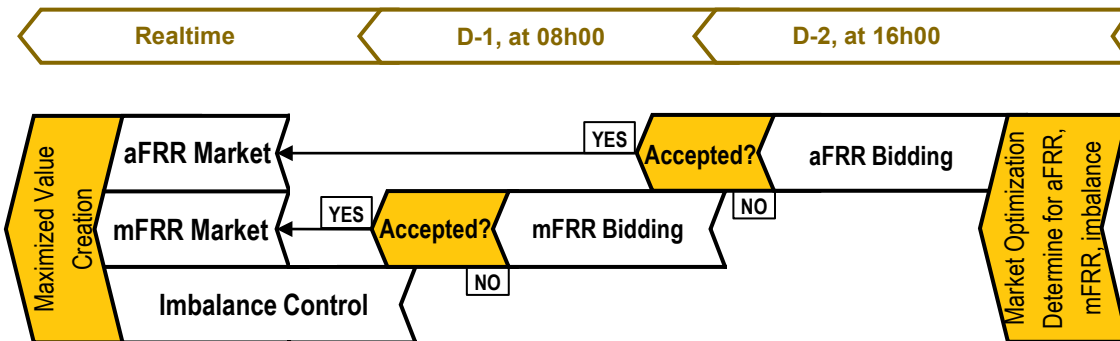 Realtime
D-1, at 08h00
D-2, at 16h00
Maximized Value
Creation
aFRR Market
YES
Accepted?
aFRR Bidding
NO
mFRR Market
YES
Accepted?
mFRR Bidding
NO
Imbalance Control
Market Optimization
Determine for aFRR,
mFRR, imbalance